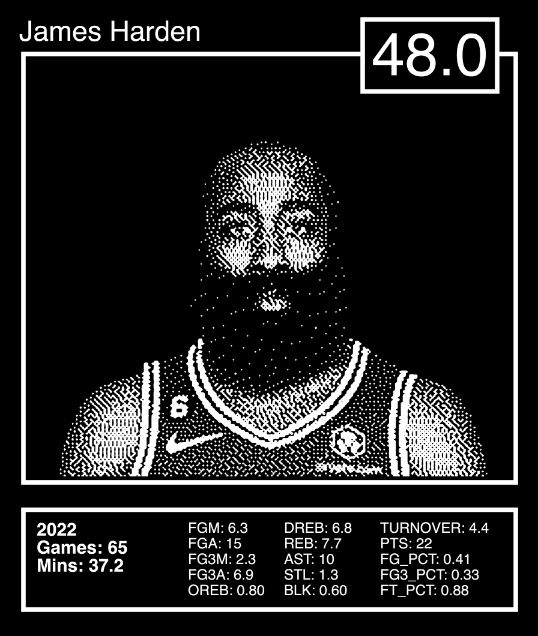 James Harden
48.0
6
2022
Games: 65
Mins: 37.2
FGM: 6.3
FGA: 15
FG3M: 2.3
FG3A: 6.9
OREB: 0.80
DREB: 6.8
REB: 7.7
AST: 10
STL: 1.3
BLK: 0.60
TURNOVER: 4.4
PTS: 22
FG_PCT: 0.41
FG3_PCT: 0.33
FT_PCT: 0.88